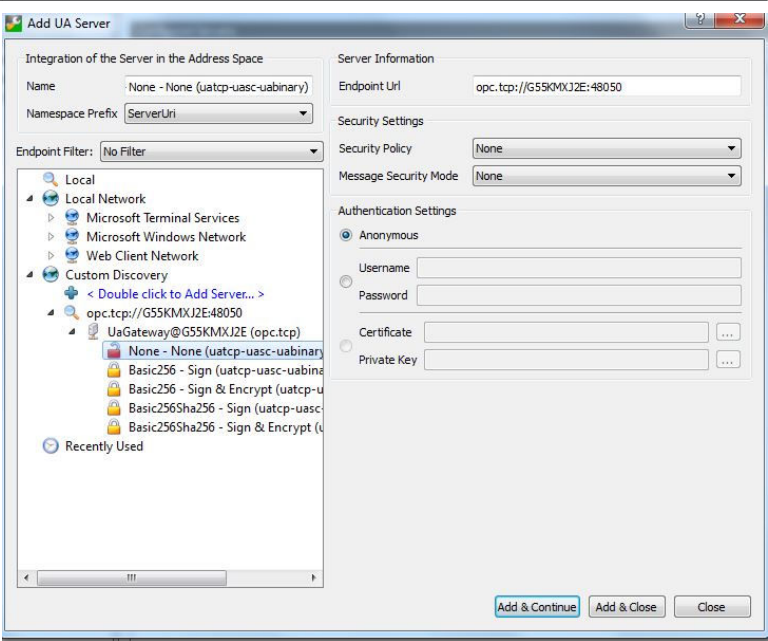 Add UA Server
Integration of the Server in the Address Space
Name
None - None (uatcp-uasc-uabinary)
Namespace Prefix
ServerUri
Endpoint Filter:
No Filter
Local
Local Network
Microsoft Terminal Services
Microsoft Windows Network
Web Client Network
Custom Discovery
< Double click to Add Server... >
opc.tcp://G55KMXJ2E:48050
UaGateway@G55KMXJ2E (opc.tcp)
None - None (uatcp-uasc-uabinary
Basic256 - Sign (uatcp-uasc-uabina
Basic256 - Sign & Encrypt (uatcp-u
Basic256Sha256 - Sign (uatcp-uasc-
Basic256Sha256 - Sign & Encrypt (u
Recently Used
Server Information
Endpoint Url
opc.tcp://G55KMXJ2E:48050
Security Settings
Security Policy
None
Message Security Mode
None
Authentication Settings
Anonymous
Username
Password
Certificate
...
Private Key
...
Add & Continue
Add & Close
Close